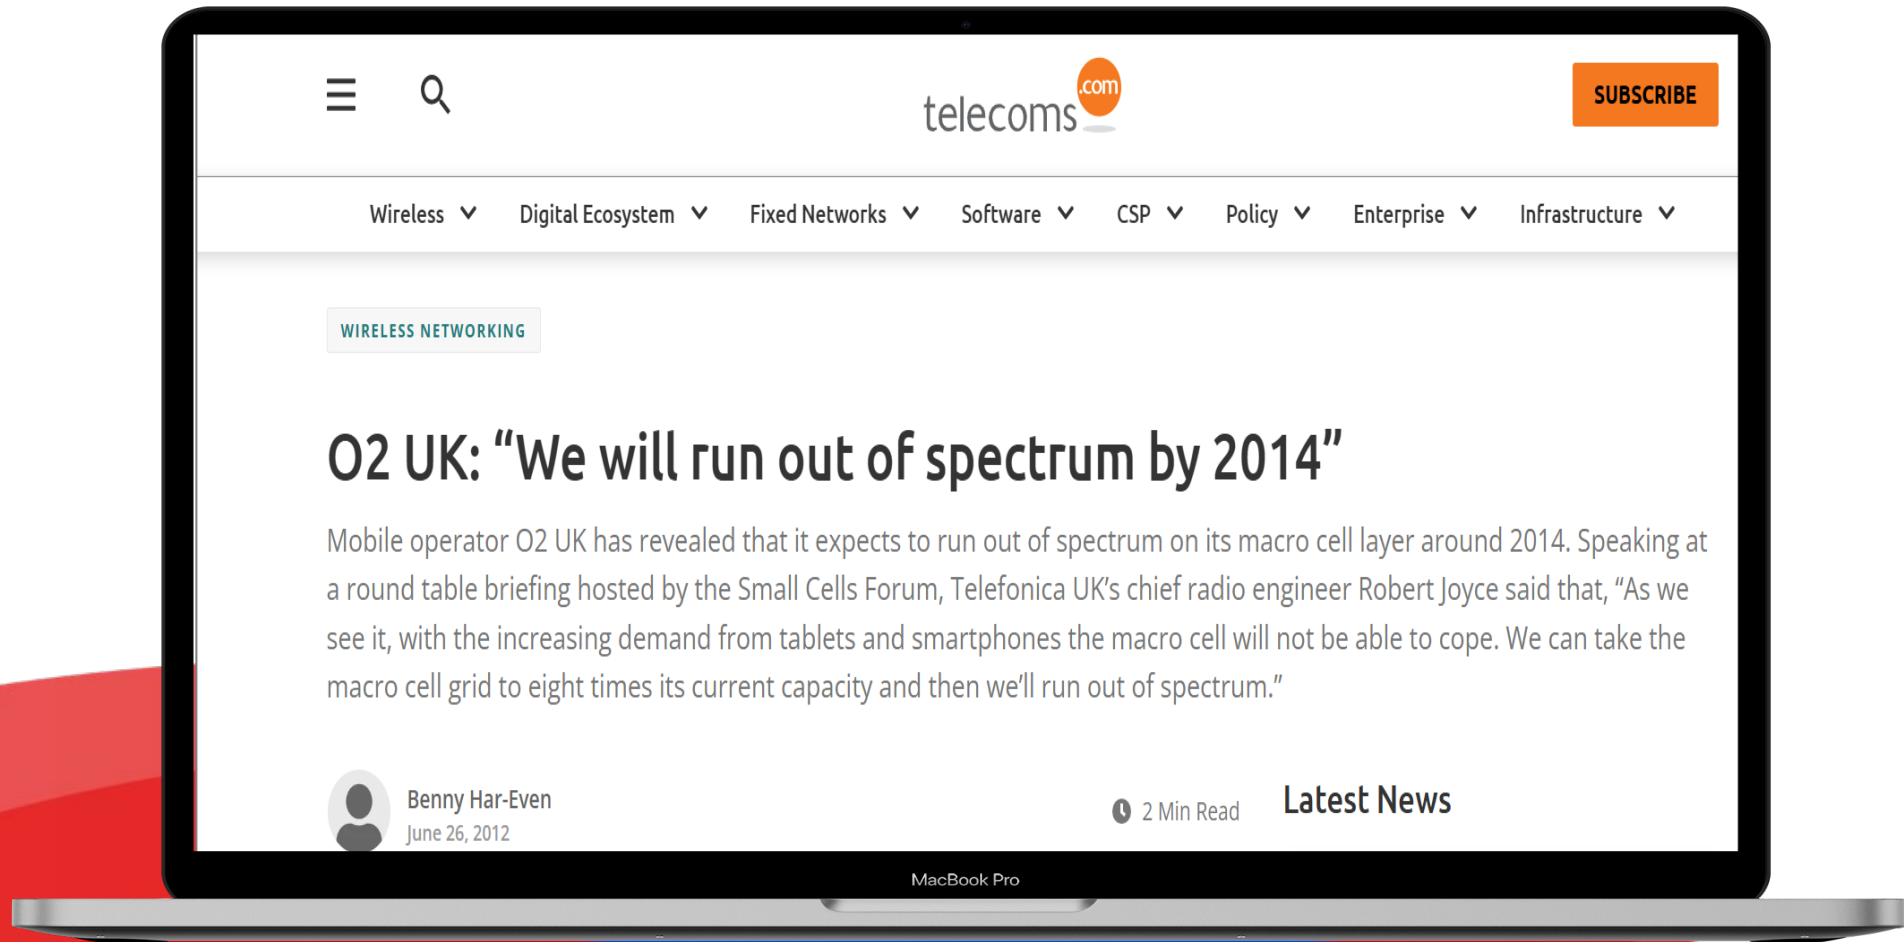 telecoms.com
SUBSCRIBE
Wireless Digital Ecosystem Fixed Networks Software CSP Policy Enterprise Infrastructure
WIRELESS NETWORKING
O2 UK: “We will run out of spectrum by 2014”
Mobile operator O2 UK has revealed that it expects to run out of spectrum on its macro cell layer around 2014. Speaking at
a round table briefing hosted by the Small Cells Forum, Telefonica UK’s chief radio engineer Robert Joyce said that, “As we
see it, with the increasing demand from tablets and smartphones the macro cell will not be able to cope. We can take the
macro cell grid to eight times its current capacity and then we’ll run out of spectrum.”
Benny Har-Even
June 26, 2012
2 Min Read
Latest News
MacBook Pro